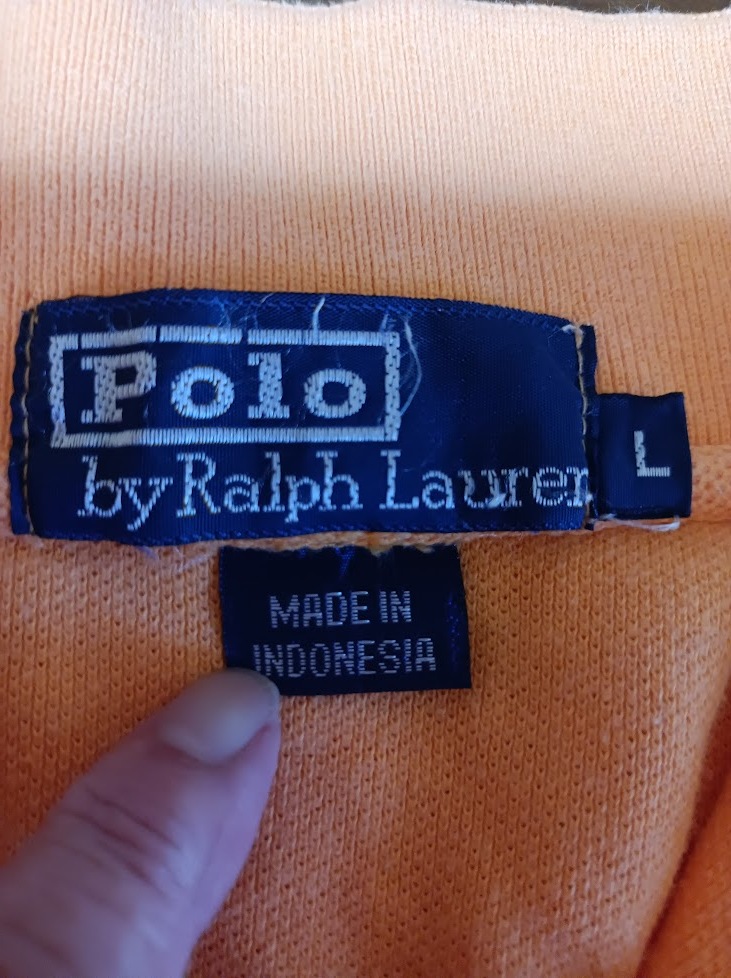 Polo
by Ralph Lauren
L
MADE IN
INDONESIA